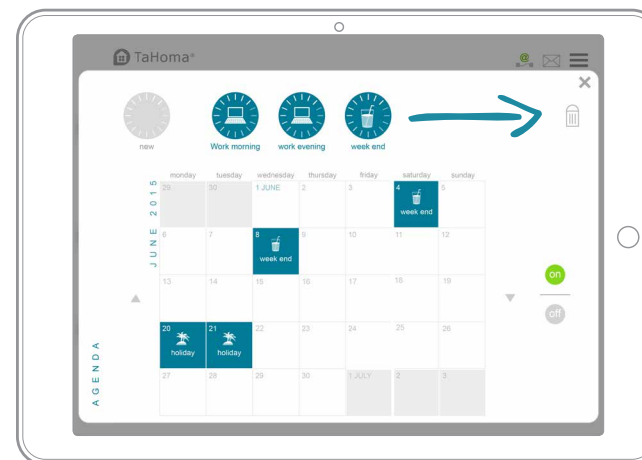 TaHoma®
@
new
Work morning
work evening
week end
monday tuesday wednesday thursday friday saturday sunday
JUNE 2015
29 30 1 JUNE 2 3 4 5
week end
6 7 8 9 10 11 12
week end
13 14 15 16 17 18 19
20 21 22 23 24 25 26
holiday holiday
27 28 29 30 1 JULY 2 3
AGENDA
on
off